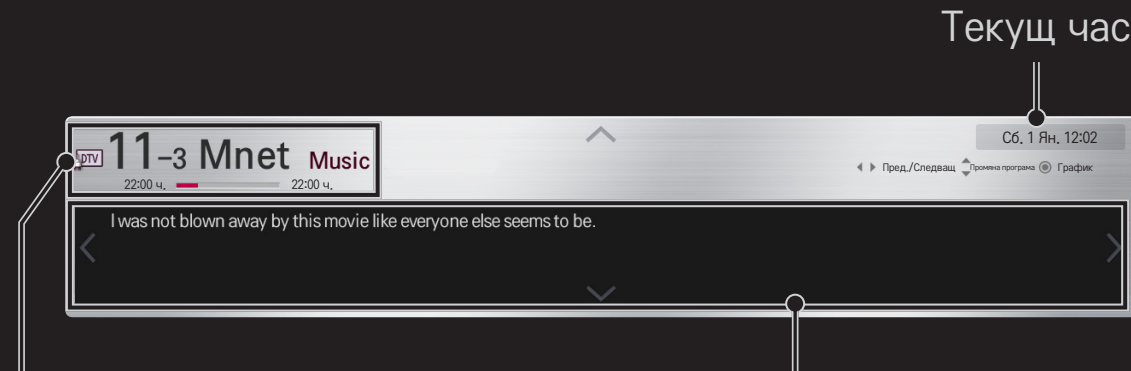 Текущ час
Сб. 1 Ян. 12:02
DTV 11-3 Mnet Music
Пред./Следващ Промяна програма График
22:00 ч. 22:00 ч.
I was not blown away by this movie like everyone else seems to be.